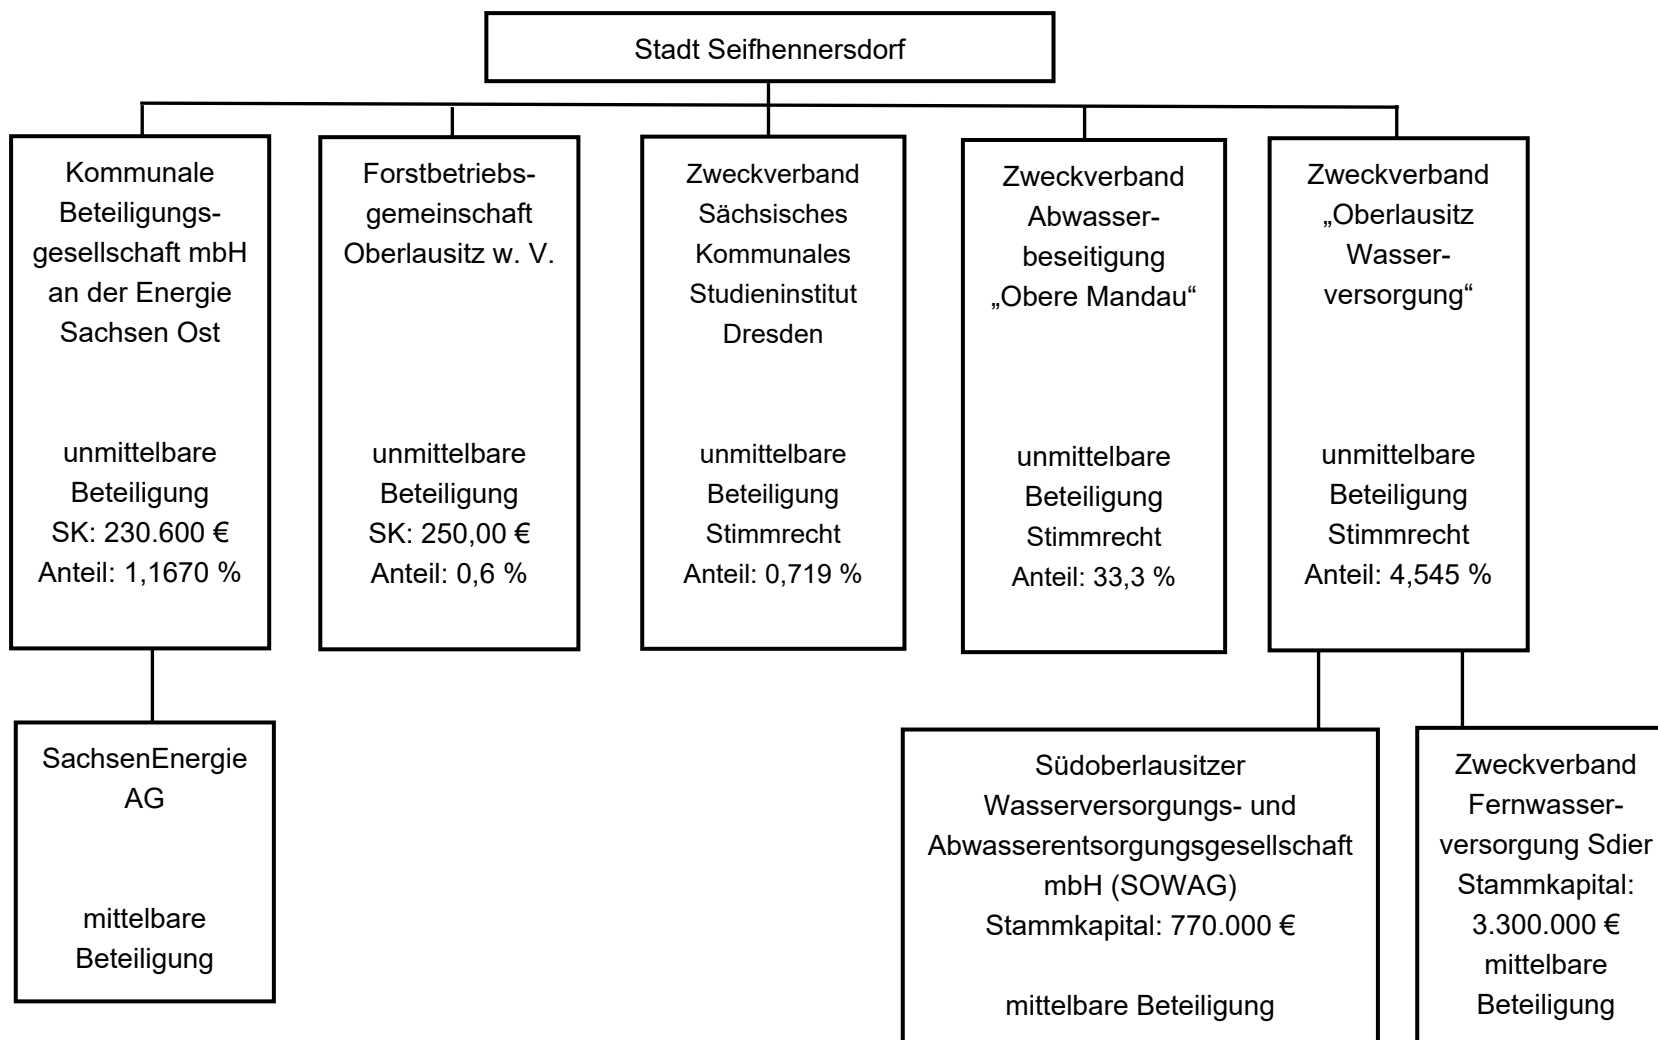 Stadt Seifhennersdorf
Kommunale
Beteiligungs-
gesellschaft mbH
an der Energie
Sachsen Ost
unmittelbare
Beteiligung
SK: 230.600 €
Anteil: 1,1670 %
Forstbetriebs-
gemeinschaft
Oberlausitz w. V.
unmittelbare
Beteiligung
SK: 250,00 €
Anteil: 0,6 %
Zweckverband
Sächsisches
Kommunales
Studieninstitut
Dresden
unmittelbare
Beteiligung
Stimmrecht
Anteil: 0,719 %
Zweckverband
Abwasser-
beseitigung
„Obere Mandau“
unmittelbare
Beteiligung
Stimmrecht
Anteil: 33,3 %
Zweckverband
„Oberlausitz
Wasser-
versorgung“
unmittelbare
Beteiligung
Stimmrecht
Anteil: 4,545 %
SachsenEnergie
AG
mittelbare
Beteiligung
Südoberlausitzer
Wasserversorgungs- und
Abwasserentsorgungsgesellschaft
mbH (SOWAG)
Stammkapital: 770.000 €
mittelbare Beteiligung
Zweckverband
Fernwasser-
versorgung Sdier
Stammkapital:
3.300.000 €
mittelbare
Beteiligung